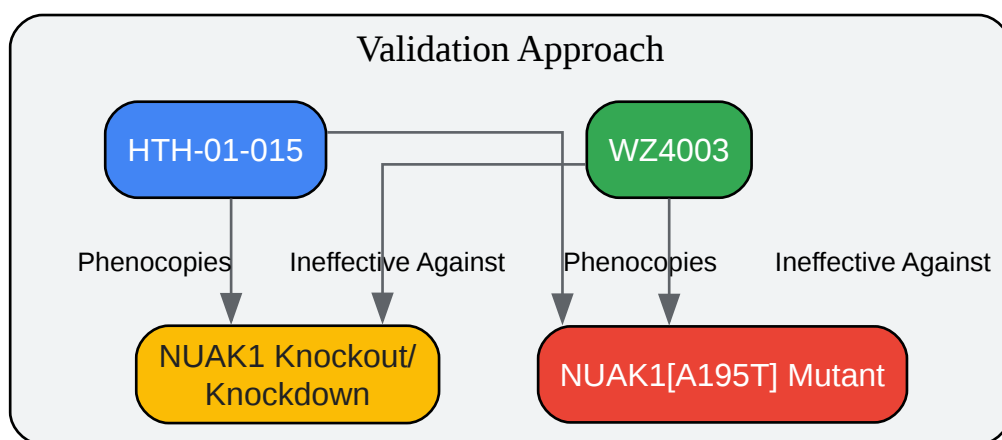 Validation Approach
HTH-01-015
WZ4003
Phenocopies
Ineffective Against
Phenocopies
Ineffective Against
NUAK1 Knockout/
Knockdown
NUAK1[A195T] Mutant